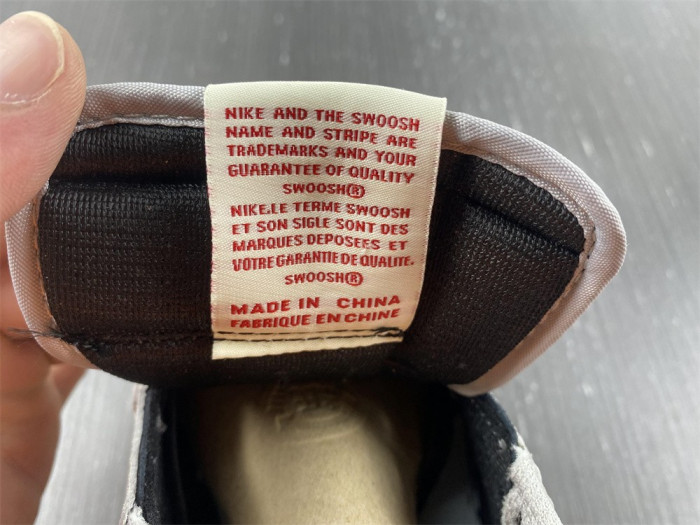 NIKE AND THE SWOOSH
NAME AND STRIPE ARE
TRADEMARKS AND YOUR
GUARANTEE OF QUALITY
SWOOSH®
NIKE,LE TERME SWOOSH
ET SON SIGLE SONT DES
MARQUES DEPOSEES ET
VOTRE GARANTIE DE QUALITE.
SWOOSH®
MADE IN CHINA
FABRIQUE EN CHINE